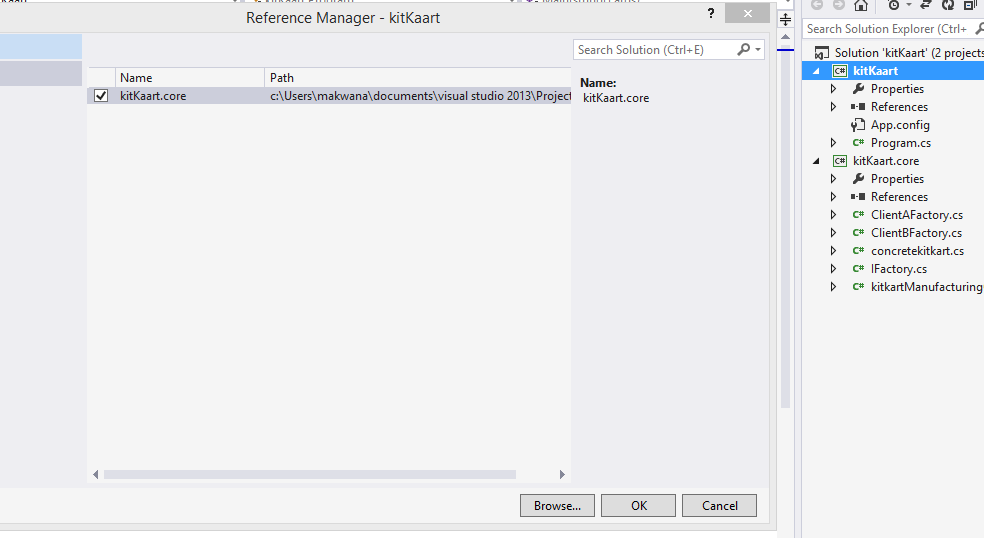 Reference Manager - kitKaart
?
Search Solution (Ctrl+E)
Name Path
kitKaart.core c:\Users\makwana\documents\visual studio 2013\Project
Name:
kitKaart.core
Browse... OK Cancel
Search Solution Explorer (Ctrl+
Solution 'kitKaart' (2 projects
C# kitKaart
Properties
References
App.config
C# Program.cs
C# kitKaart.core
Properties
References
C# ClientAFactory.cs
C# ClientBFactory.cs
C# concretekitkart.cs
C# IFactory.cs
C# kitkartManufacturing